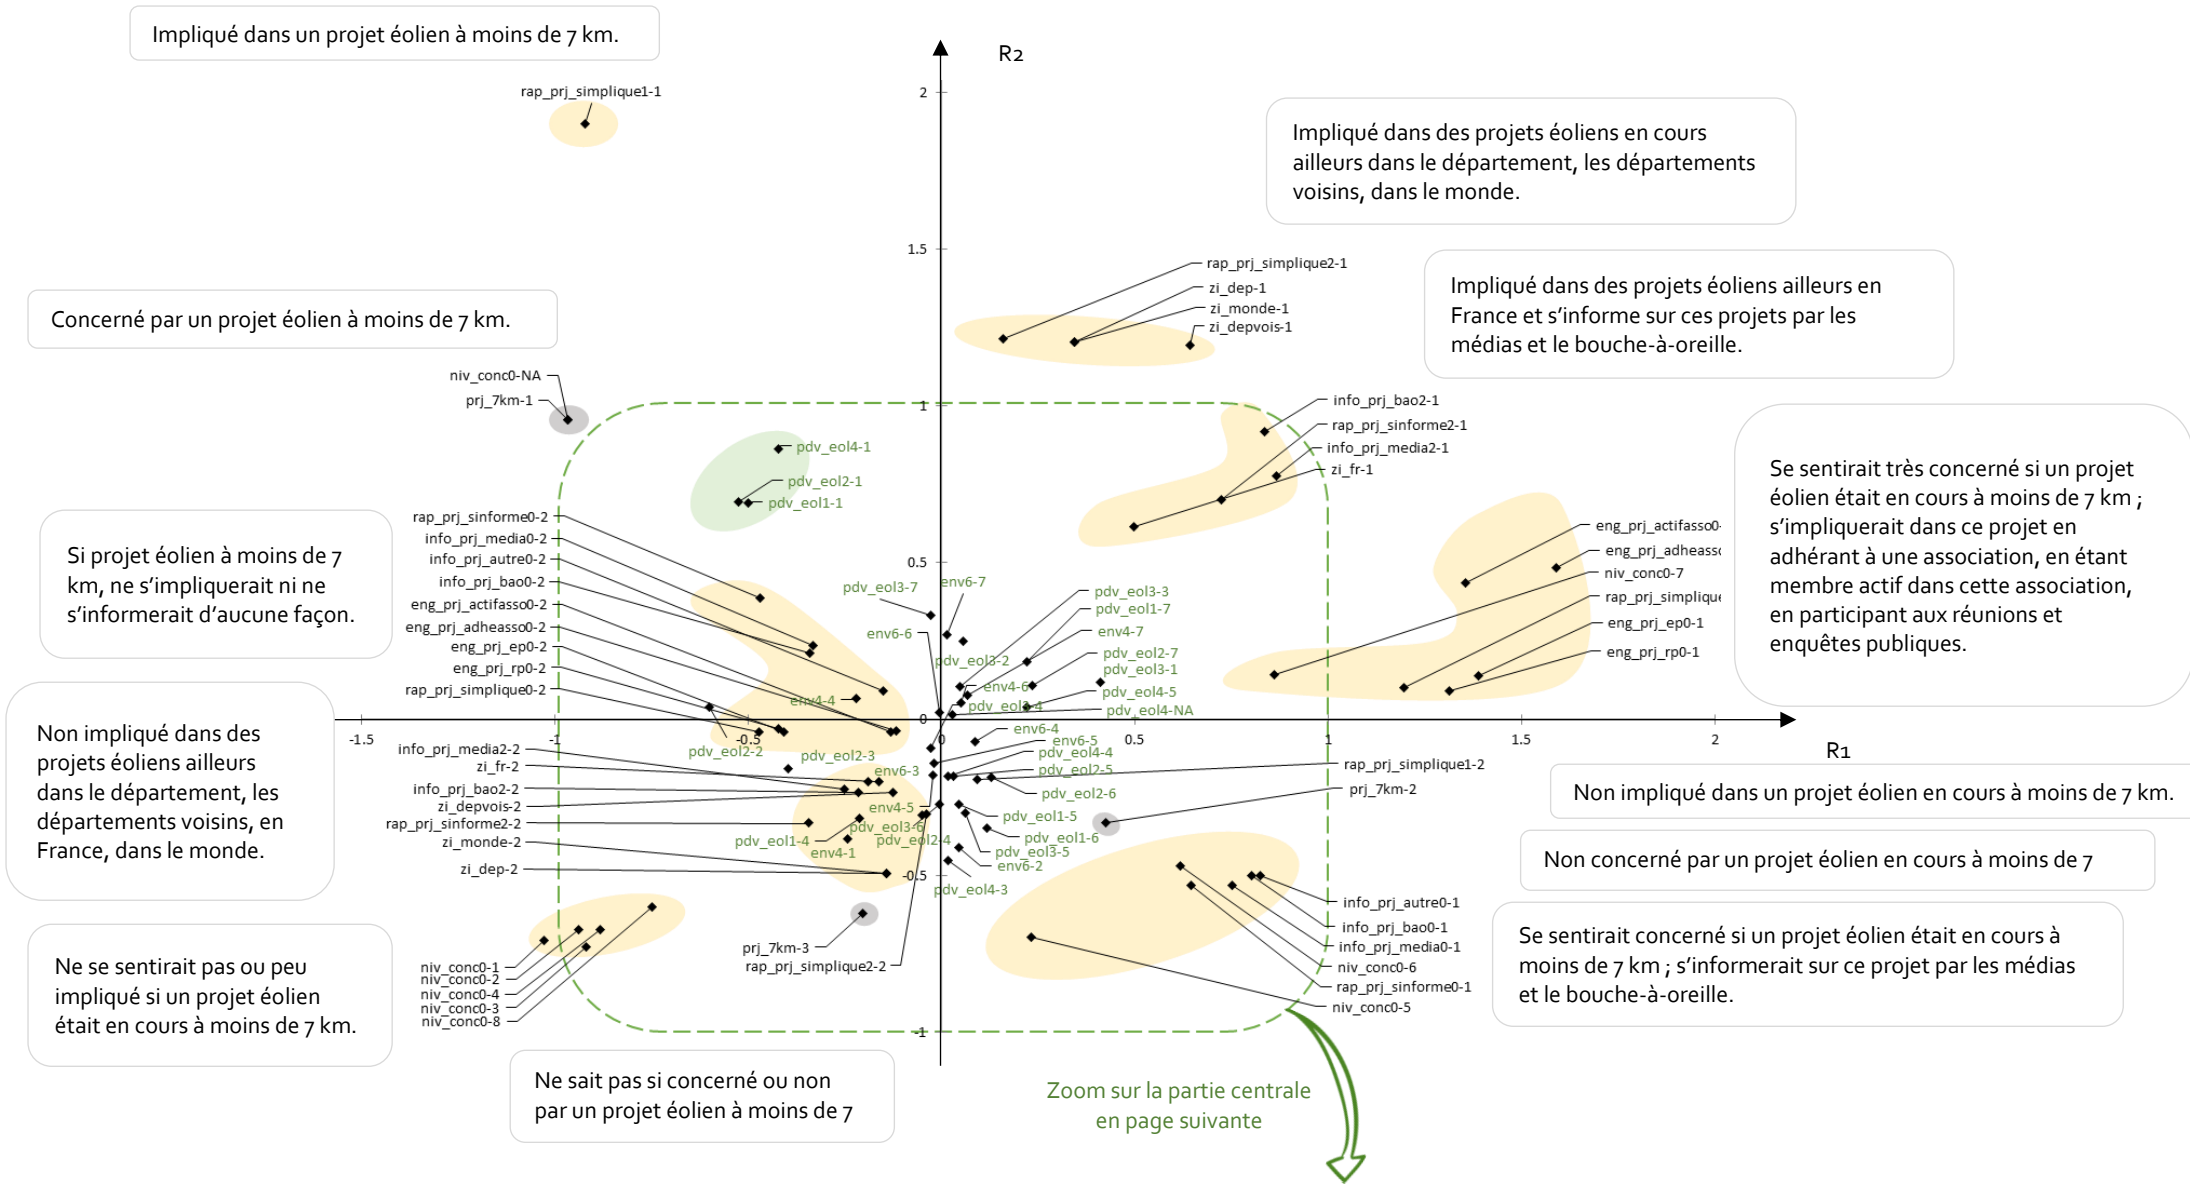 Impliqué dans un projet éolien à moins de 7 km.
R2
rap_prj_simplique1-1
2
Impliqué dans des projets éoliens en cours
ailleurs dans le département, les départements
voisins, dans le monde.
1.5
rap_prj_simplique2-1
zi_dep-1
zi_monde-1
zi_depvois-1
Impliqué dans des projets éoliens ailleurs en
France et s'informe sur ces projets par les
médias et le bouche-à-oreille.
Concerné par un projet éolien à moins de 7 km.
niv_conc0-NA
prj_7km-1
1
info_prj_bao2-1
rap_prj_sinforme2-1
info_prj_media2-1
zi_fr-1
pdv_eol4-1
pdv_eol2-1
pdv_eol1-1
Se sentirait très concerné si un projet
éolien était en cours à moins de 7 km ;
s'impliquerait dans ce projet en
adhérant à une association, en étant
membre actif dans cette association,
en participant aux réunions et
enquêtes publiques.
Si projet éolien à moins de 7
km, ne s'impliquerait ni ne
s'informerait d'aucune façon.
rap_prj_sinforme0-2
info_prj_media0-2
info_prj_autre0-2
info_prj_bao0-2
eng_prj_actifasso0-2
eng_prj_adheasso0-2
eng_prj_ep0-2
eng_prj_rp0-2
rap_prj_simplique0-2
0.5
pdv_eol3-7
env6-7
env6-6
pdv_eol3-3
pdv_eol1-7
env4-7
pdv_eol3-2
pdv_eol2-7
pdv_eol3-1
env4-6
pdv_eol4-5
pdv_eol4-NA
env4-4
eng_prj_actifasso0-
eng_prj_adheasso
niv_conc0-7
rap_prj_simplique
eng_prj_ep0-1
eng_prj_rp0-1
0
-1.5
-1
-0.5
0.5
1
1.5
2
R1
Non impliqué dans des
projets éoliens ailleurs
dans le département, les
départements voisins, en
France, dans le monde.
info_prj_media2-2
zi_fr-2
info_prj_bao2-2
zi_depvois-2
rap_prj_sinforme2-2
zi_monde-2
zi_dep-2
pdv_eol2-2
pdv_eol2-3
env6-3
env6-4
env6-5
pdv_eol4-4
pdv_eol2-5
pdv_eol2-6
env4-5
pdv_eol3-6
pdv_eol1-4
env4-1
pdv_eol2-4
pdv_eol1-5
pdv_eol1-6
pdv_eol3-5
env6-2
pdv_eol4-3
-0.5
rap_prj_simplique1-2
prj_7km-2
Non impliqué dans un projet éolien en cours à moins de 7 km.
Non concerné par un projet éolien en cours à moins de 7
info_prj_autre0-1
info_prj_bao0-1
info_prj_media0-1
niv_conc0-6
rap_prj_sinforme0-1
niv_conc0-5
Se sentirait concerné si un projet éolien était en cours à
moins de 7 km ; s'informerait sur ce projet par les médias
et le bouche-à-oreille.
Ne se sentirait pas ou peu
impliqué si un projet éolien
était en cours à moins de 7 km.
prj_7km-3
rap_prj_simplique2-2
niv_conc0-1
niv_conc0-2
niv_conc0-4
niv_conc0-3
niv_conc0-8
-1
Ne sait pas si concerné ou non
par un projet éolien à moins de 7
Zoom sur la partie centrale
en page suivante